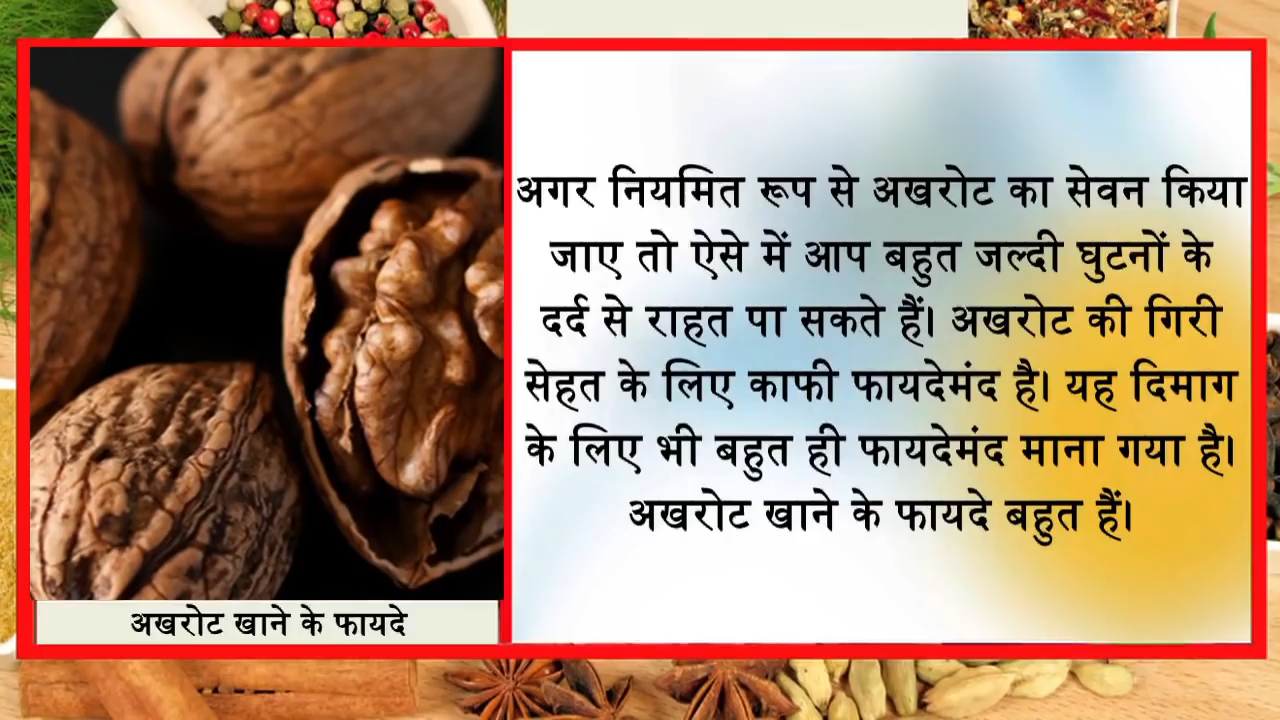 अगर नियमित रूप से अखरोट का सेवन किया
जाए तो ऐसे में आप बहुत जल्दी घुटनों के
दर्द से राहत पा सकते हैं। अखरोट की गिरी
सेहत के लिए काफी फायदेमंद है। यह दिमाग
के लिए भी बहुत ही फायदेमंद माना गया है।
अखरोट खाने के फायदे बहुत हैं।
अखरोट खाने के फायदे